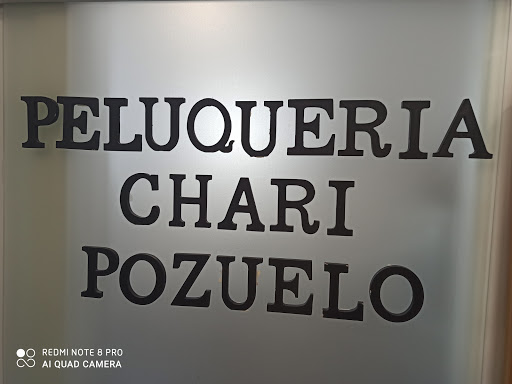 PELUQUERIA
CHARI
POZUELO
REDMI NOTE 8 PRO
AI QUAD CAMERA